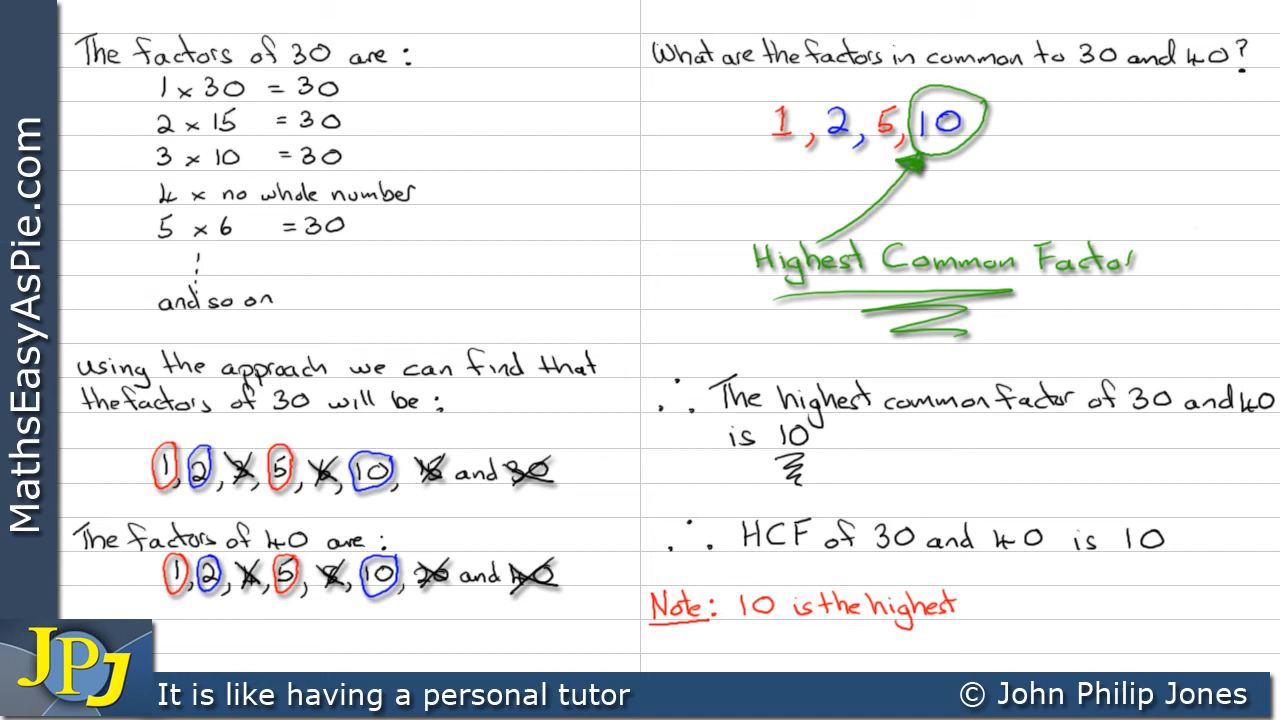 The factors of 30 are:
1 x 30 = 30
2 x 15 = 30
3 x 10 = 30
4 x no whole number
5 x 6 = 30
and so on
using the approach we can find that
the factors of 30 will be:
1, 2, 3, 5, 6, 10, 15 and 30
The factors of 40 are:
1, 2, 4, 5, 8, 10, 20 and 40
What are the factors in common to 30 and 40?
1, 2, 5, 10
Highest Common Factor
∴ The highest common factor of 30 and 40
is 10
∴ HCF of 30 and 40 is 10
Note: 10 is the highest
MathsEasyAsPie.com
JPJ
It is like having a personal tutor
© John Philip Jones